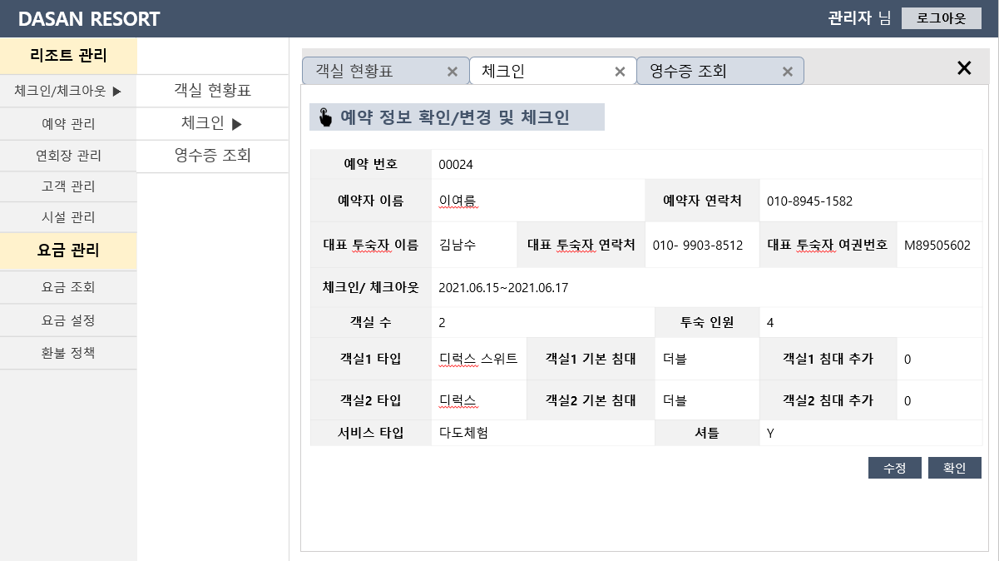 DASAN RESORT
관리자 님 로그아웃
리조트 관리
체크인/체크아웃 ▶
예약 관리
연회장 관리
고객 관리
시설 관리
요금 관리
요금 조회
요금 설정
환불 정책
객실 현황표
체크인 ▶
영수증 조회
객실 현황표 × 체크인 × 영수증 조회 × ×
예약 정보 확인/변경 및 체크인
예약 번호 00024
예약자 이름 이여름 예약자 연락처 010-8945-1582
대표 투숙자 이름 김남수 대표 투숙자 연락처 010- 9903-8512 대표 투숙자 여권번호 M89505602
체크인/ 체크아웃 2021.06.15~2021.06.17
객실 수 2 투숙 인원 4
객실1 타입 디럭스 스위트 객실1 기본 침대 더블 객실1 침대 추가 0
객실2 타입 디럭스 객실2 기본 침대 더블 객실2 침대 추가 0
서비스 타입 다도체험 셔틀 Y
수정 확인